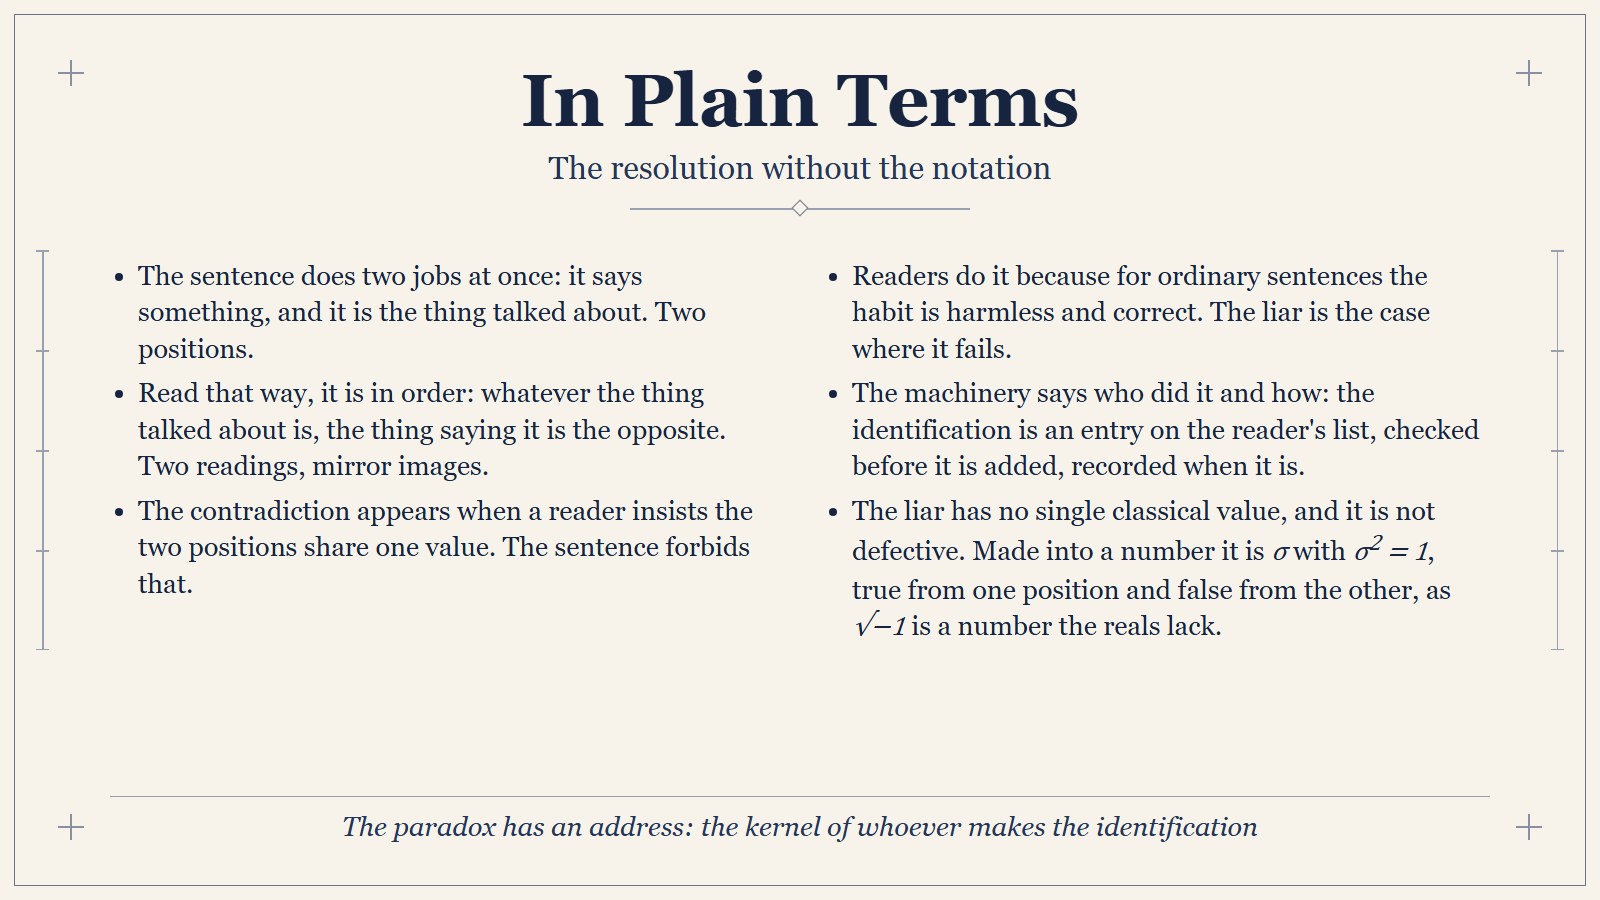 In Plain Terms
The resolution without the notation
• The sentence does two jobs at once: it says
something, and it is the thing talked about. Two
positions.
• Read that way, it is in order: whatever the thing
talked about is, the thing saying it is the opposite.
Two readings, mirror images.
• The contradiction appears when a reader insists the
two positions share one value. The sentence forbids
that.
• Readers do it because for ordinary sentences the
habit is harmless and correct. The liar is the case
where it fails.
• The machinery says who did it and how: the
identification is an entry on the reader's list, checked
before it is added, recorded when it is.
• The liar has no single classical value, and it is not
defective. Made into a number it is σ with σ² = 1,
true from one position and false from the other, as
√−1 is a number the reals lack.
The paradox has an address: the kernel of whoever makes the identification